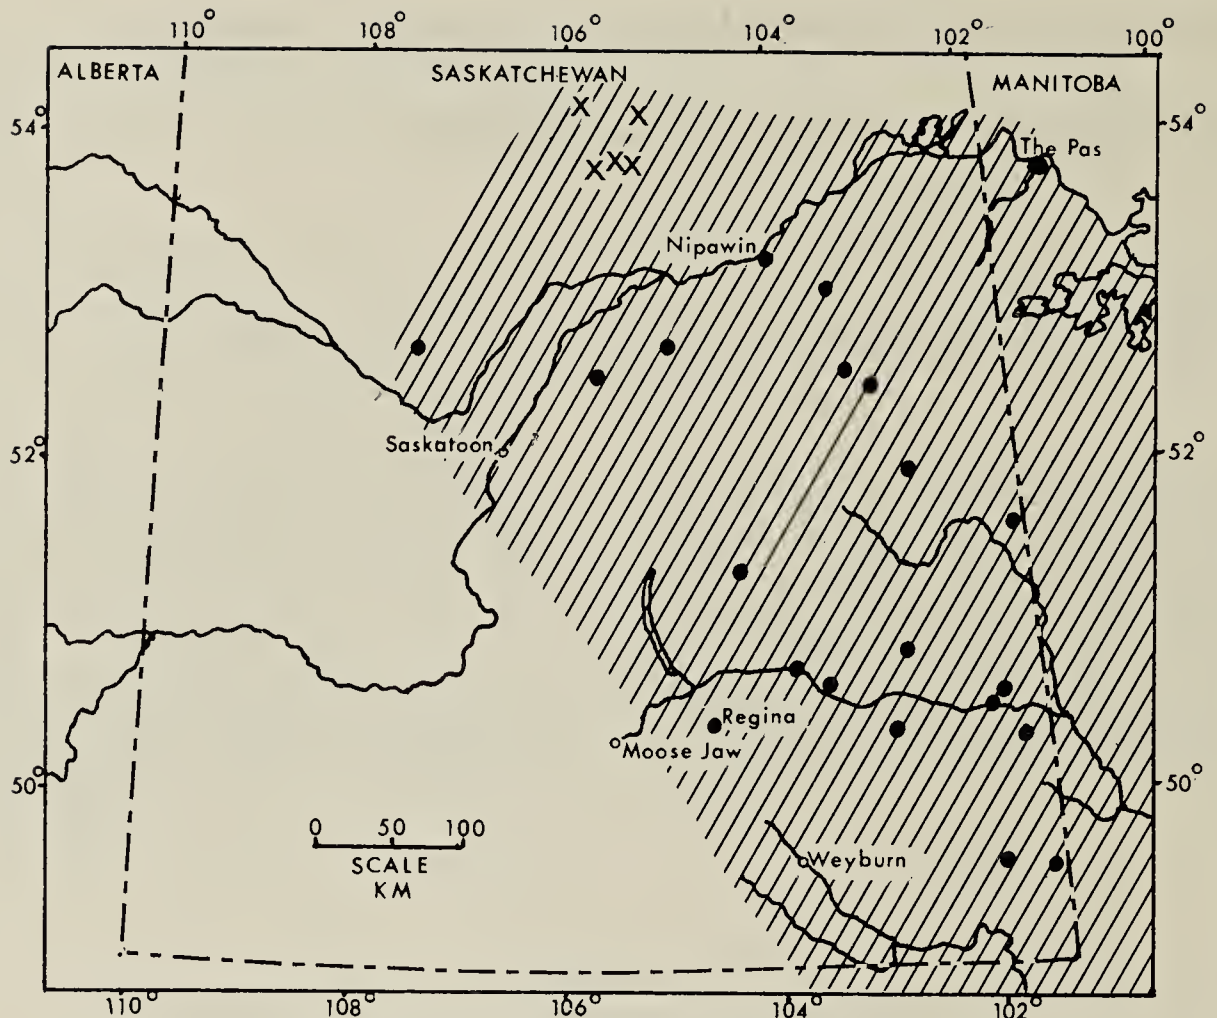 110° 108° 106° 104° 102° 100°
ALBERTA SASKATCHEWAN MANITOBA
X
X
54° 54°
The Pas
X X X
Nipawin
52° Saskatoon 52°
Regina
Moose Jaw
50° 50°
0 50 100
SCALE
KM
Weyburn
110° 108° 106° 104° 102°